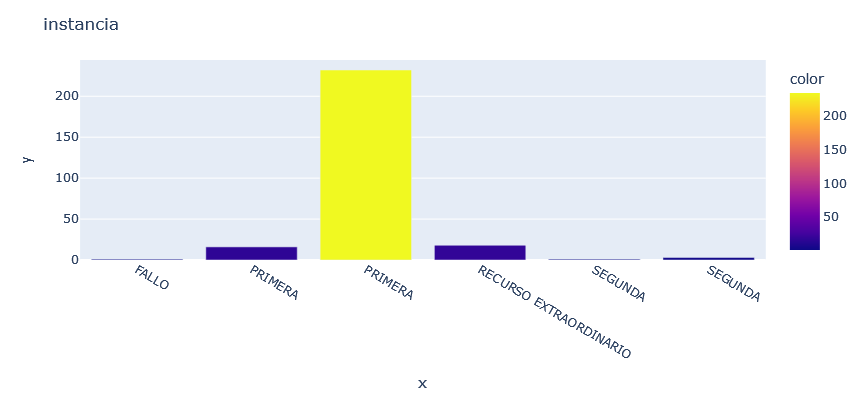 instancia
color
200
150
100
50
0
y
200
150
100
50
FALLO
PRIMERA
PRIMERA
RECURSO EXTRAORDINARIO
SEGUNDA
SEGUNDA
x